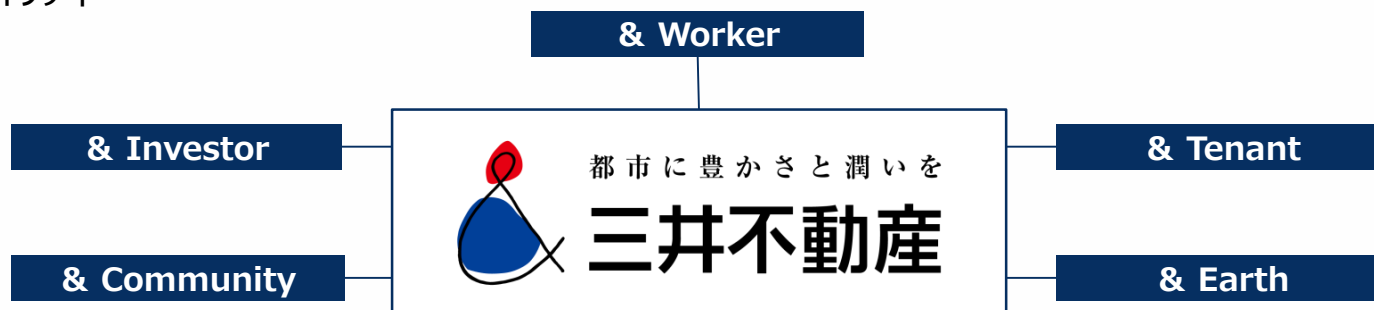 & Worker
& Investor
& Tenant
都市に豊かさと潤いを
三井不動産
& Community
& Earth